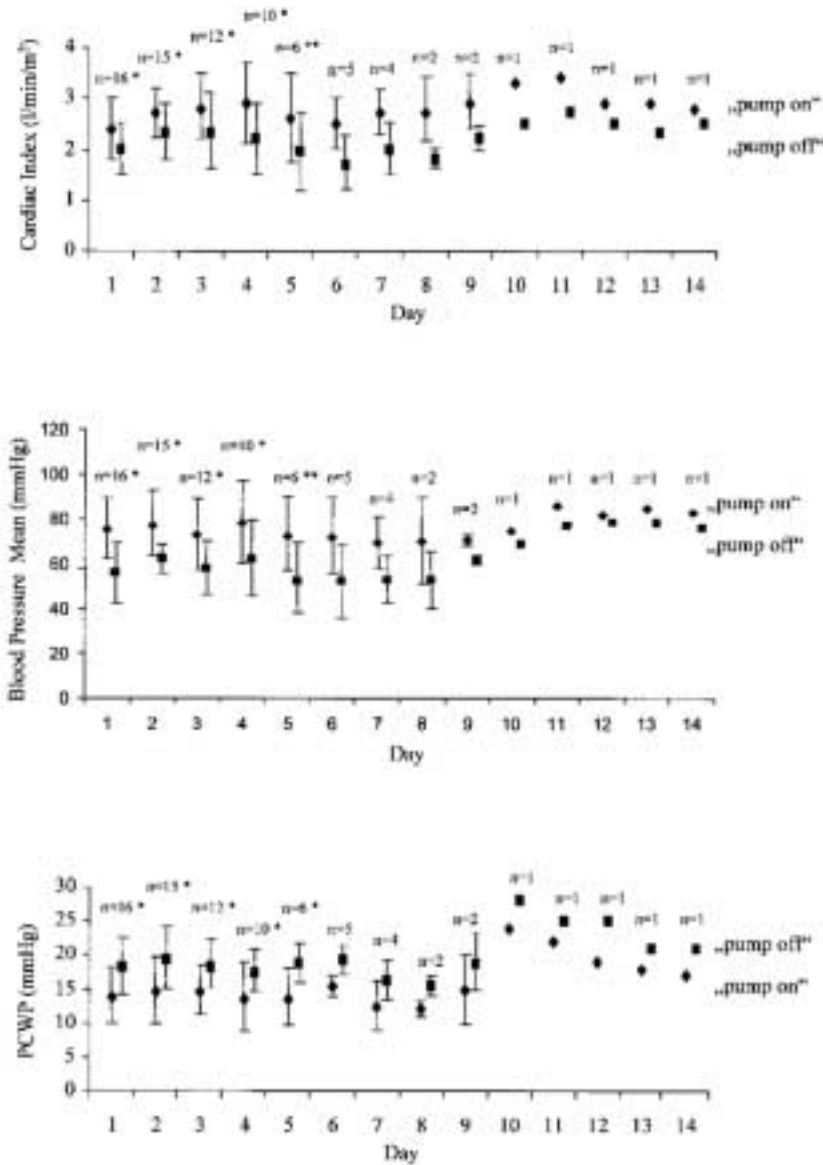 n=10 *
n=12 *
n=15 * n=6 **
n=16 * n=5 n=4 n=2 n=2 n=1 n=1 n=1 n=1 n=1
4
3
2
1
0
Cardiac Index (l/min/m²)
„pump on“
„pump off“
1 2 3 4 5 6 7 8 9 10 11 12 13 14
Day
120
100
80
60
40
20
0
Blood Pressure Mean (mmHg)
n=15 * n=10 *
n=16 * n=12 * n=6 ** n=5 n=2 n=1 n=1 n=1 n=1
n=4 n=2 n=1
„pump on“
„pump off“
1 2 3 4 5 6 7 8 9 10 11 12 13 14
Day
30
25
20
15
10
5
0
PCWP (mmHg)
n=15 * n=1
n=16 * n=12 * n=6 * n=1 n=1
n=10 * n=5 n=4 n=2 n=2 n=1 n=1
„pump off“
„pump on“
1 2 3 4 5 6 7 8 9 10 11 12 13 14
Day